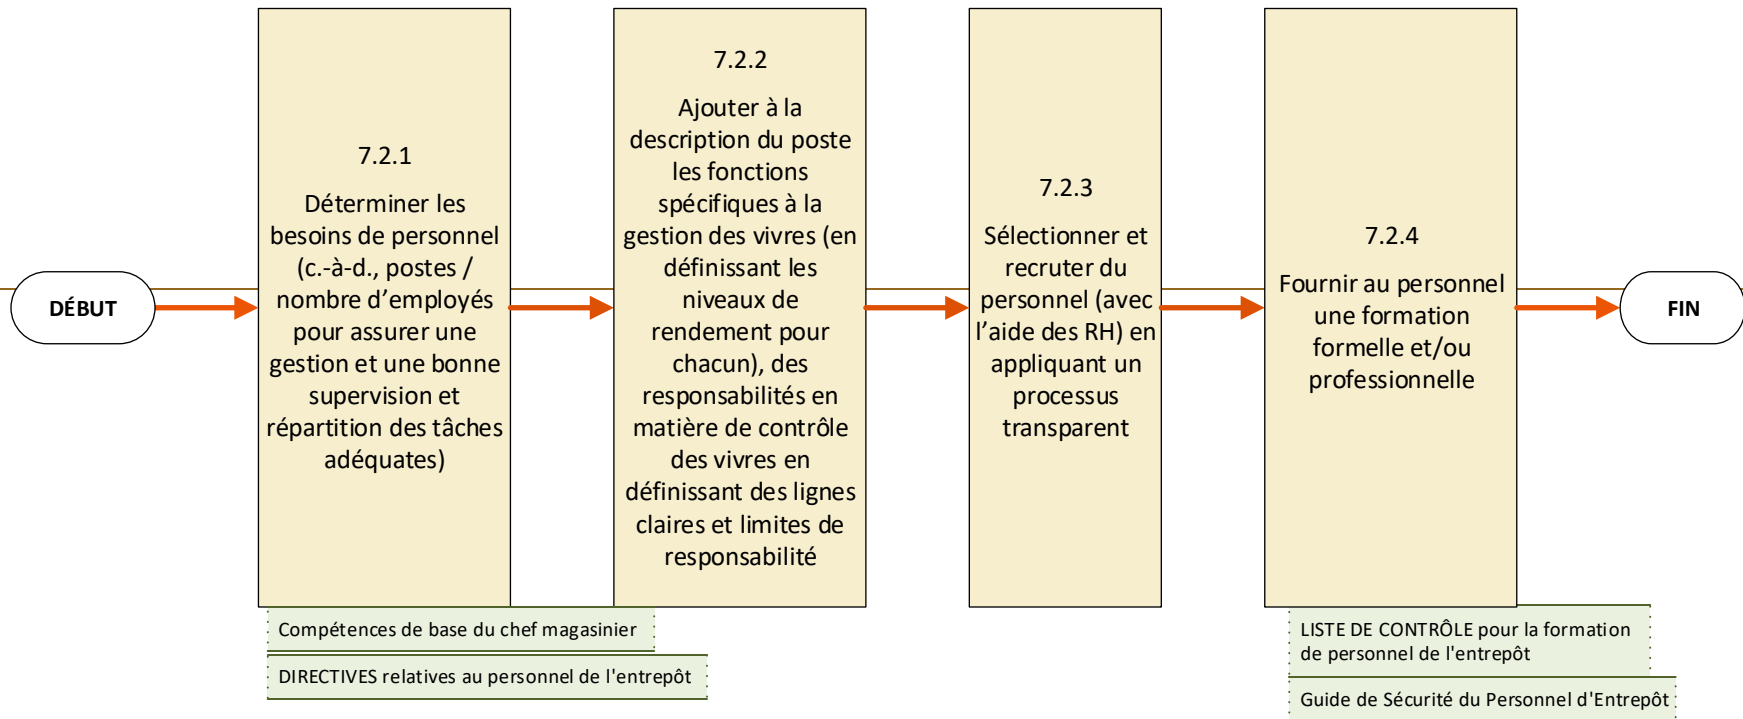 DÉBUT
7.2.1
Déterminer les
besoins de personnel
(c.-à-d., postes /
nombre d’employés
pour assurer une
gestion et une bonne
supervision et
répartition des tâches
adéquates)
7.2.2
Ajouter à la
description du poste
les fonctions
spécifiques à la
gestion des vivres (en
définissant les
niveaux de
rendement pour
chacun), des
responsabilités en
matière de contrôle
des vivres en
définissant des lignes
claires et limites de
responsabilité
7.2.3
Sélectionner et
recruter du
personnel (avec
l’aide des RH) en
appliquant un
processus
transparent
7.2.4
Fournir au personnel
une formation
formelle et/ou
professionnelle
FIN
Compétences de base du chef magasinier
DIRECTIVES relatives au personnel de l'entrepôt
LISTE DE CONTRÔLE pour la formation
de personnel de l'entrepôt
Guide de Sécurité du Personnel d'Entrepôt